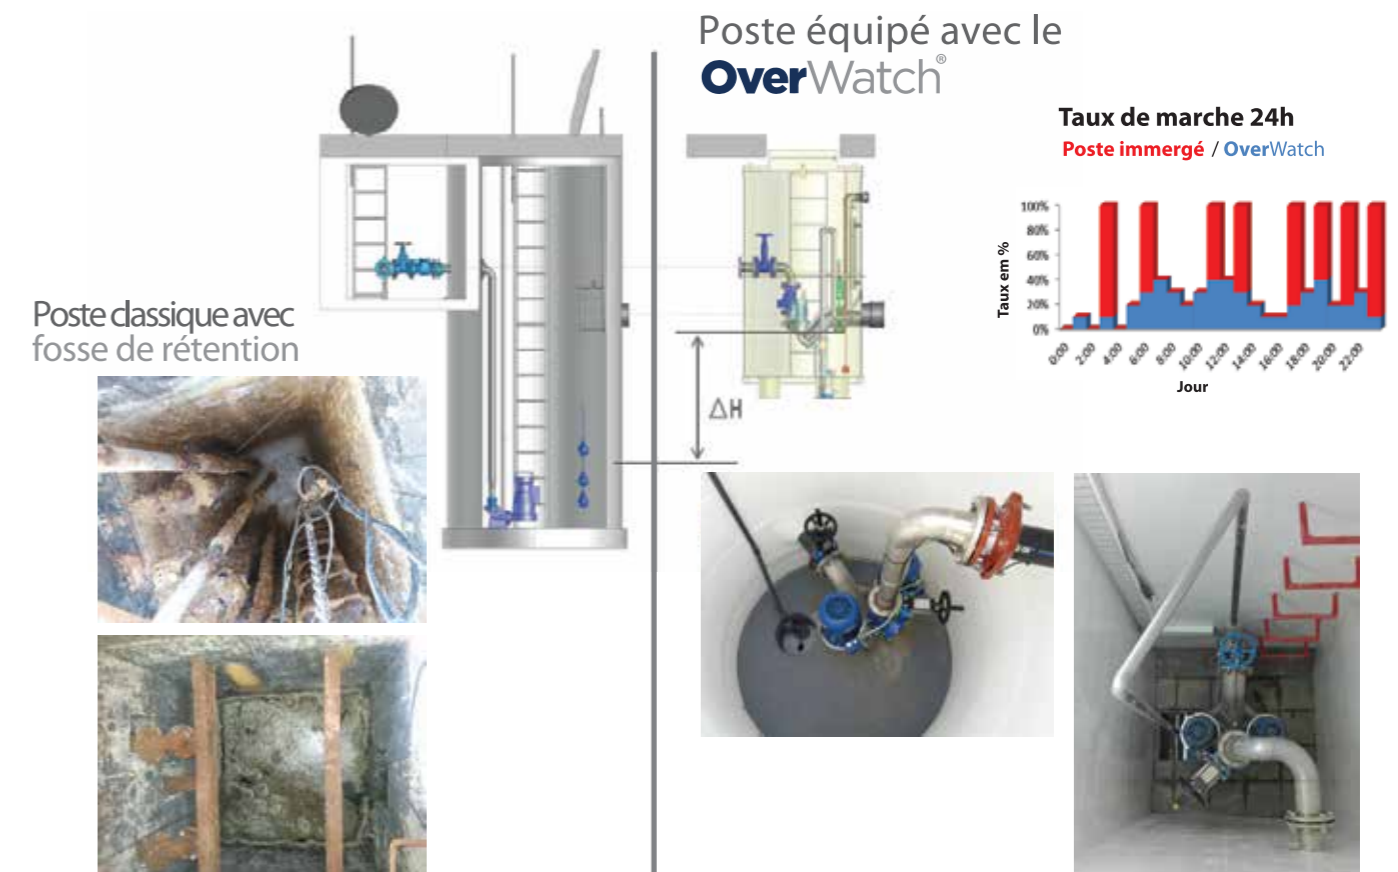 Poste équipé avec le
OverWatch®
Taux de marche 24h
Poste immergé / OverWatch
100%
80%
60%
40%
20%
0%
Taux em %
0:00 2:00 4:00 6:00 8:00 10:00 12:00 14:00 16:00 18:00 20:00 22:00
Jour
Poste classique avec
fosse de rétention
ΔH